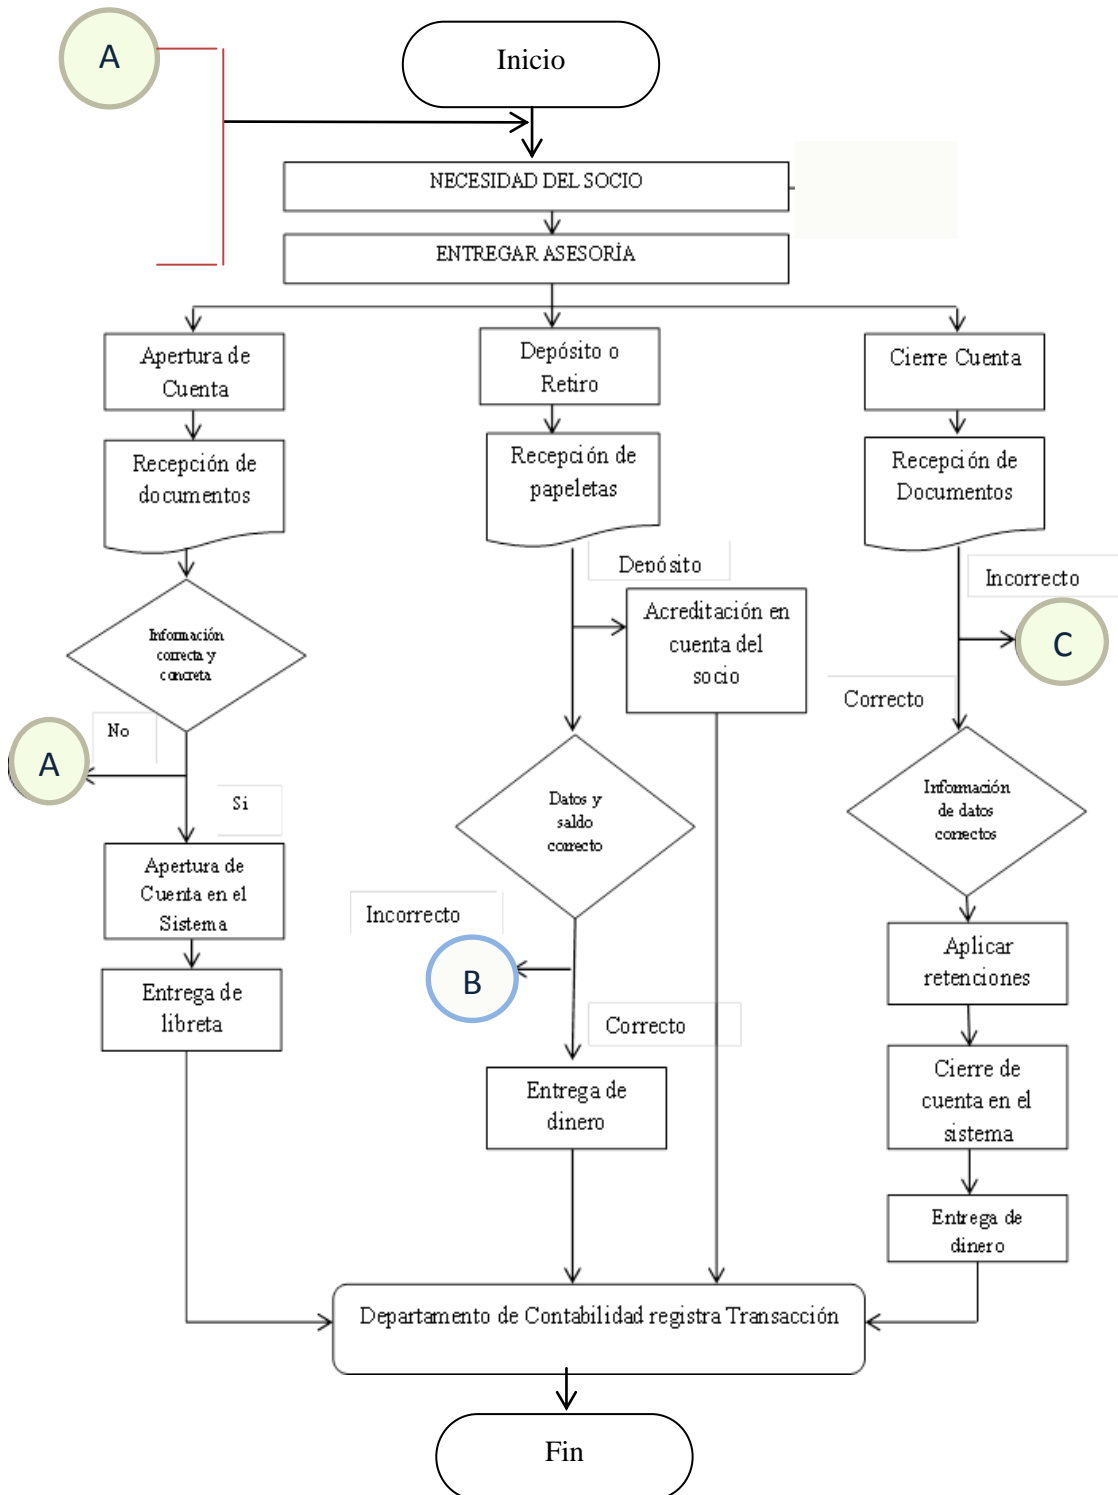 A
Inicio
NECESIDAD DEL SOCIO
ENTREGAR ASESORÍA
Apertura de
Cuenta
Recepción de
documentos
Información
correcta y
concreta
No
A
Si
Apertura de
Cuenta en el
Sistema
Entrega de
libreta
Depósito o
Retiro
Recepción de
papeletas
Depósito
Acreditación en
cuenta del
socio
Datos y
saldo
correcto
Incorrecto
B
Correcto
Entrega de
dinero
Cierre Cuenta
Recepción de
Documentos
Incorrecto
C
Correcto
Información
de datos
correctos
Aplicar
retenciones
Cierre de
cuenta en el
sistema
Entrega de
dinero
Departamento de Contabilidad registra Transacción
Fin